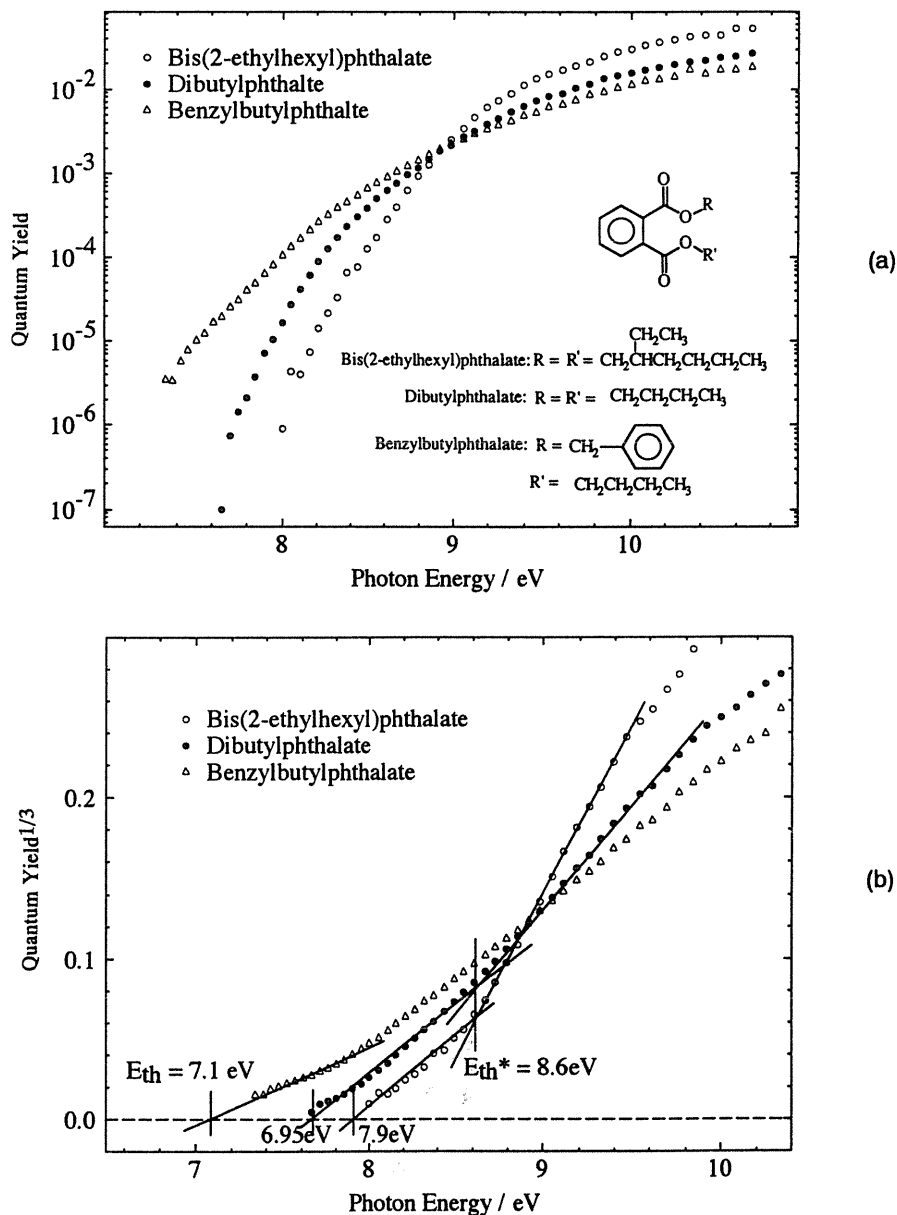 Bis(2-ethylhexyl)phthalate
Dibutylphthalte
Benzylbutylphthalte
Quantum Yield
10-2
10-3
10-4
10-5
10-6
10-7
O
O
R
O
R'
O
CH2CH3
Bis(2-ethylhexyl)phthalate: R = R' = CH2CHCH2CH2CH2CH3
Dibutylphthalate: R = R' = CH2CH2CH2CH3
Benzylbutylphthalate: R = CH2
R' = CH2CH2CH2CH3
8 9 10
Photon Energy / eV
(a)
Bis(2-ethylhexyl)phthalate
Dibutylphthalate
Benzylbutylphthalate
Quantum Yield1/3
0.2
0.1
0.0
Eth = 7.1 eV
Eth* = 8.6eV
6.95eV 7.9eV
7 8 9 10
Photon Energy / eV
(b)